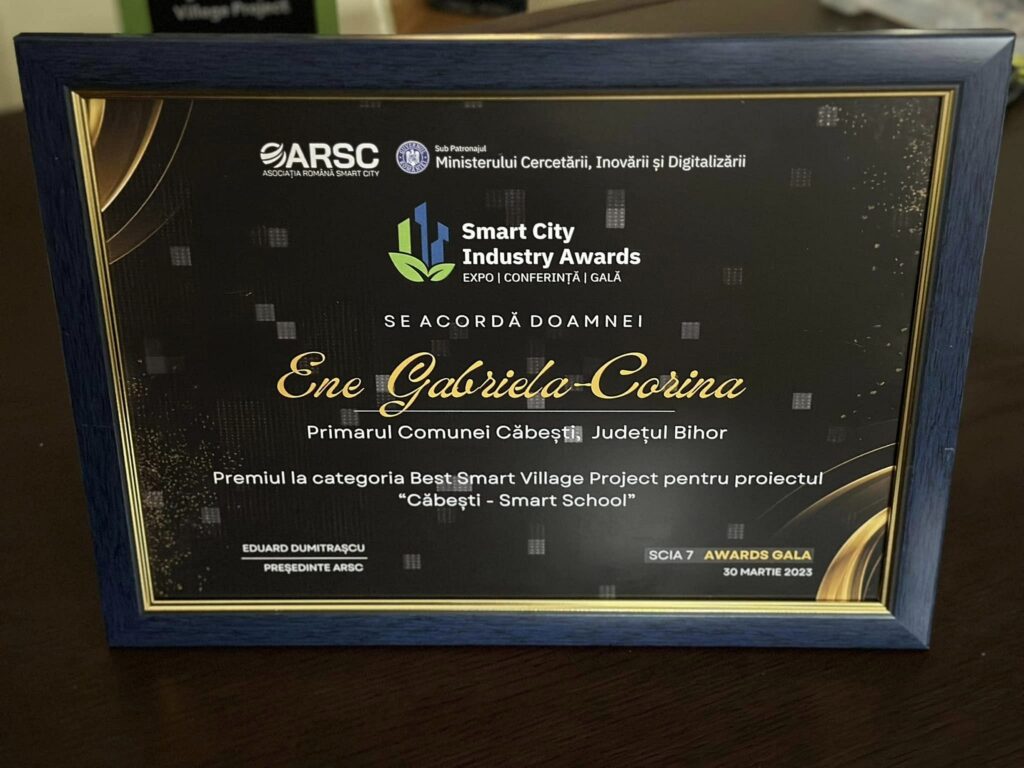 Village Project
ARSC
ASOCIAȚIA ROMÂNĂ SMART CITY
Sub Patronajul
Ministerului Cercetării, Inovării și Digitalizării
Smart City
Industry Awards
EXPO | CONFERINȚĂ | GALĂ
SE ACORDĂ DOAMNEI
Ene Gabriela-Corina
Primarul Comunei Căbești, Județul Bihor
Premiul la categoria Best Smart Village Project pentru proiectul
“Căbești - Smart School”
EDUARD DUMITRAȘCU
PREȘEDINTE ARSC
SCIA 7 AWARDS GALA
30 MARTIE 2023